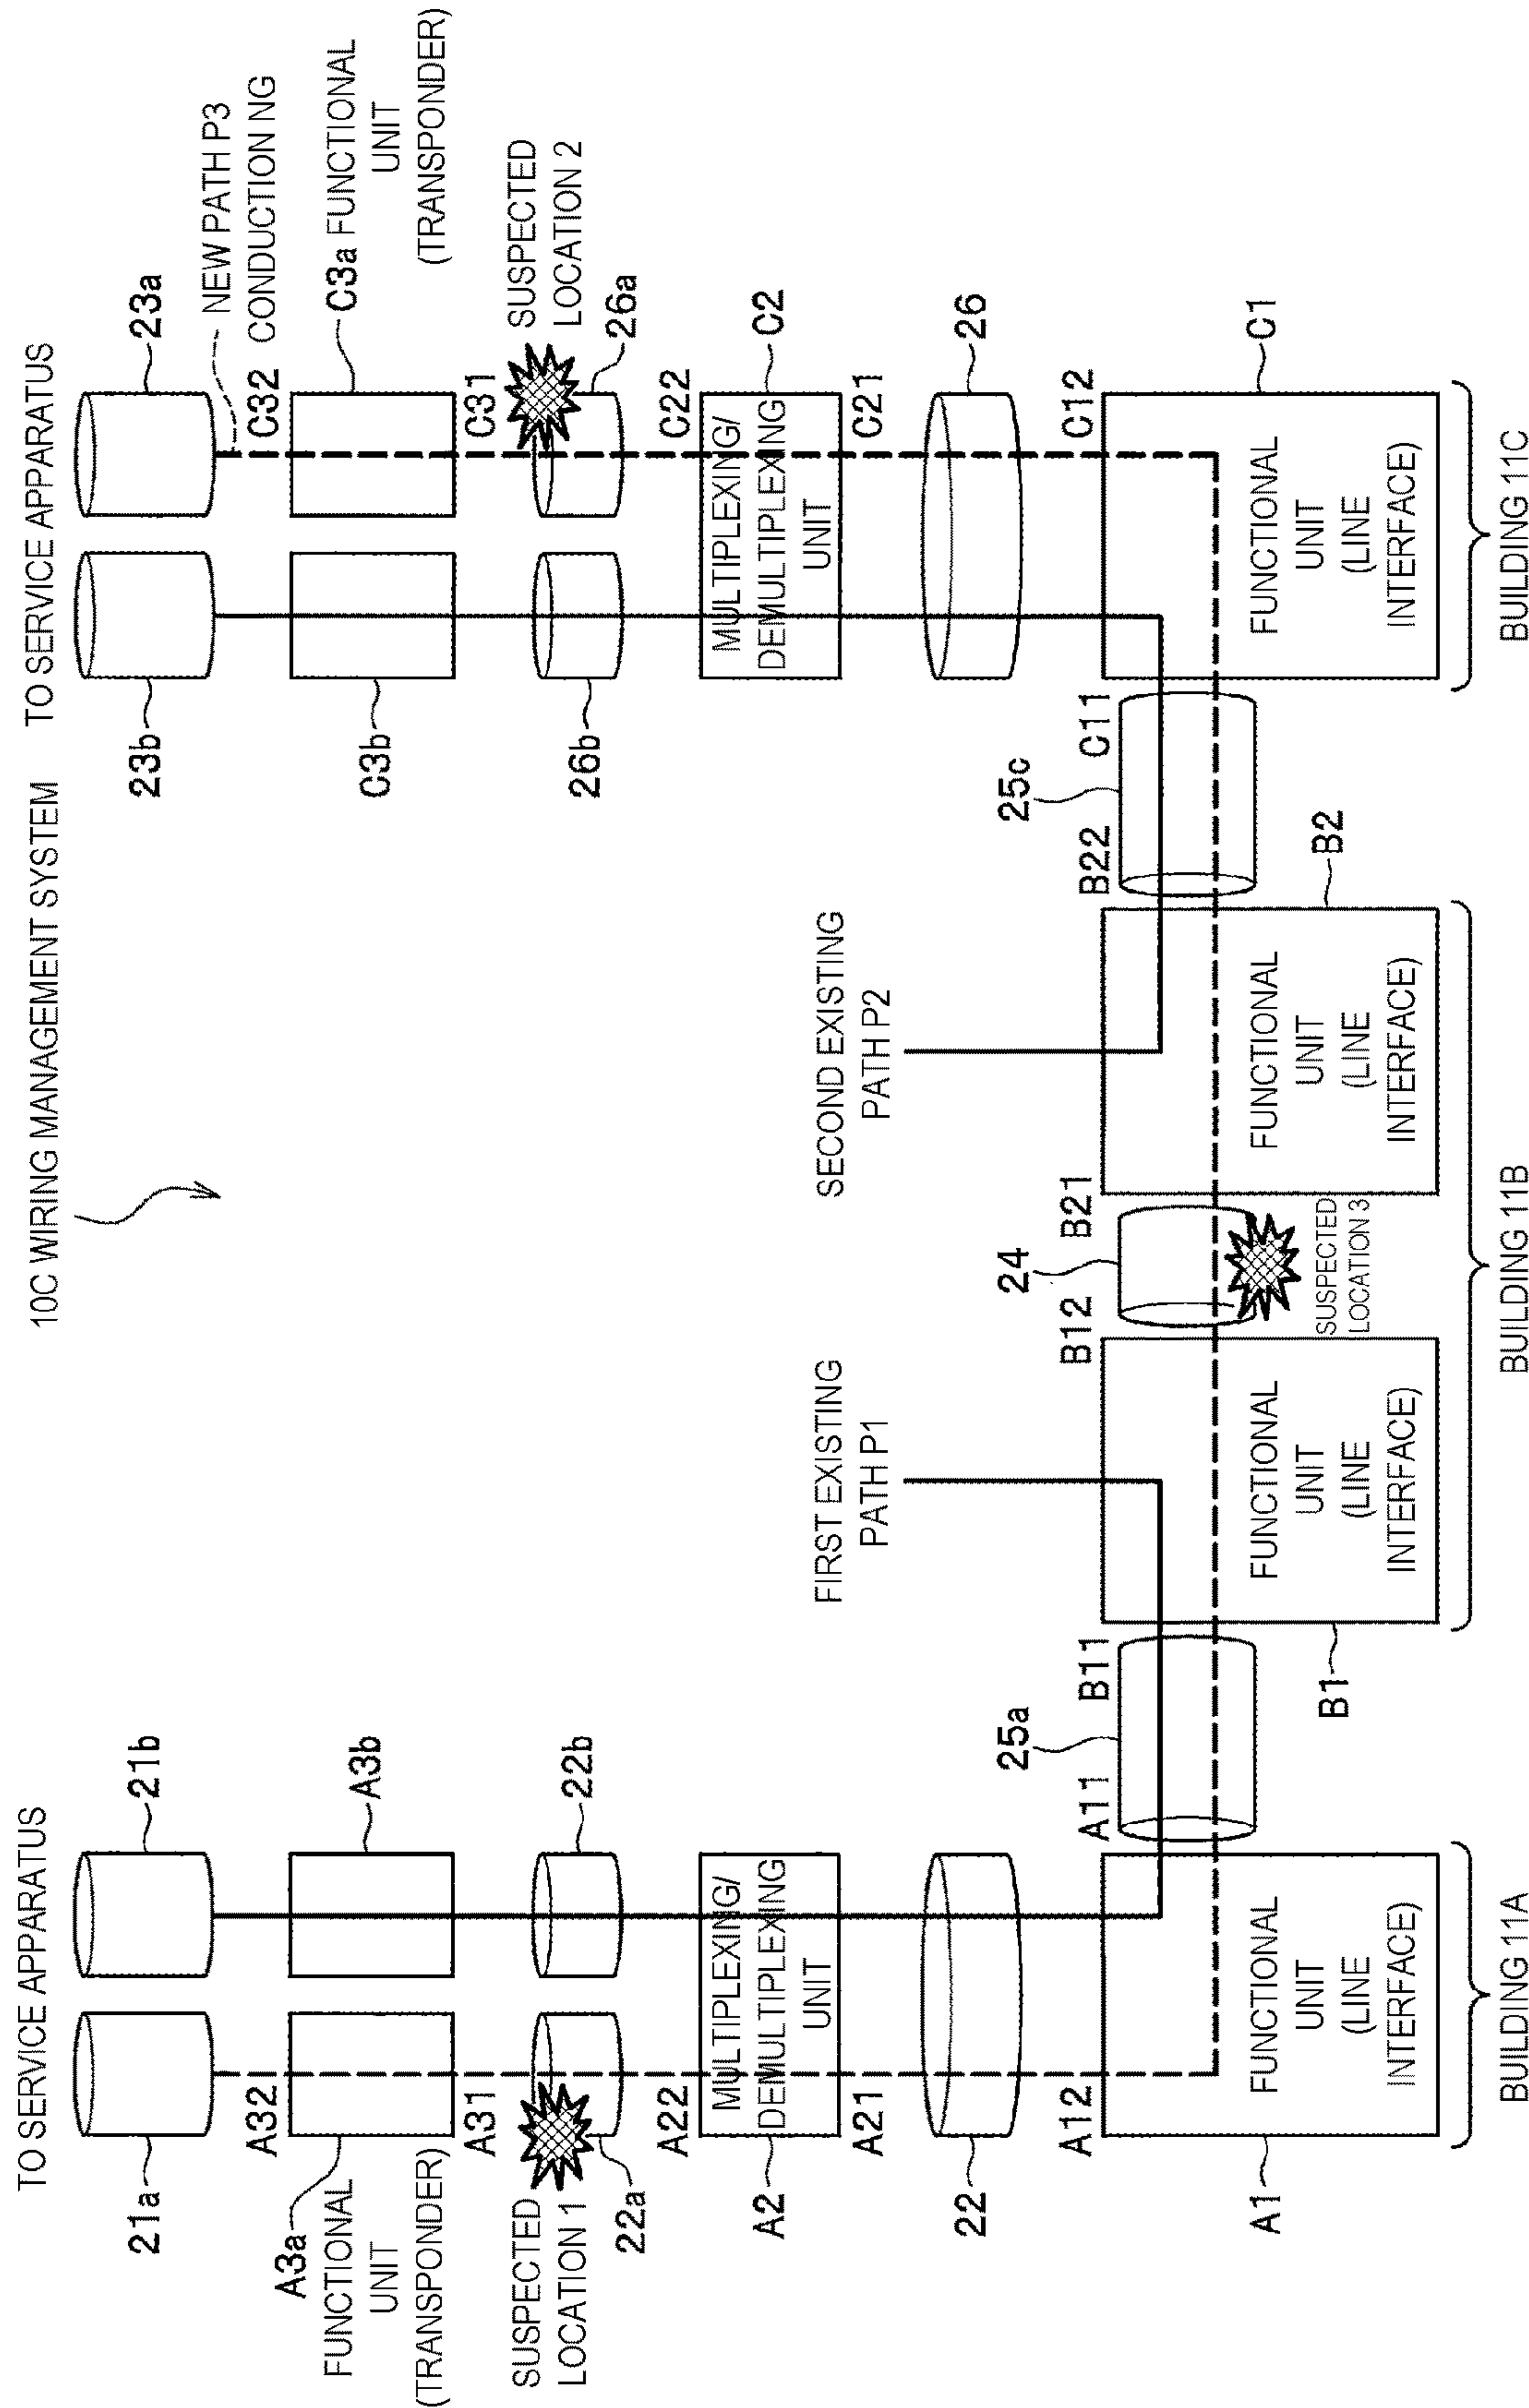 10C WIRING MANAGEMENT SYSTEM
TO SERVICE APPARATUS
TO SERVICE APPARATUS
21a
21b
23b
23a
NEW PATH P3
CONDUCTION NG
A32
C32
A3a
FUNCTIONAL
UNIT
(TRANSPONDER)
A3b
C3b
C3a FUNCTIONAL
UNIT
(TRANSPONDER)
A31
C31
SUSPECTED
LOCATION 1
SUSPECTED
LOCATION 2
22a
22b
26b
26a
A22
C22
A2
MULTIPLEXING/
DEMULTIPLEXING
UNIT
MULTIPLEXING/
DEMULTIPLEXING
UNIT
C2
A21
C21
FIRST EXISTING
PATH P1
SECOND EXISTING
PATH P2
22
26
25a
24
25c
A12
A11
B11
B12
B21
B22
C11
C12
A1
FUNCTIONAL
UNIT
(LINE
INTERFACE)
B1
FUNCTIONAL
UNIT
(LINE
INTERFACE)
SUSPECTED
LOCATION 3
FUNCTIONAL
UNIT
(LINE
INTERFACE)
B2
FUNCTIONAL
UNIT
(LINE
INTERFACE)
C1
BUILDING 11A
BUILDING 11B
BUILDING 11C